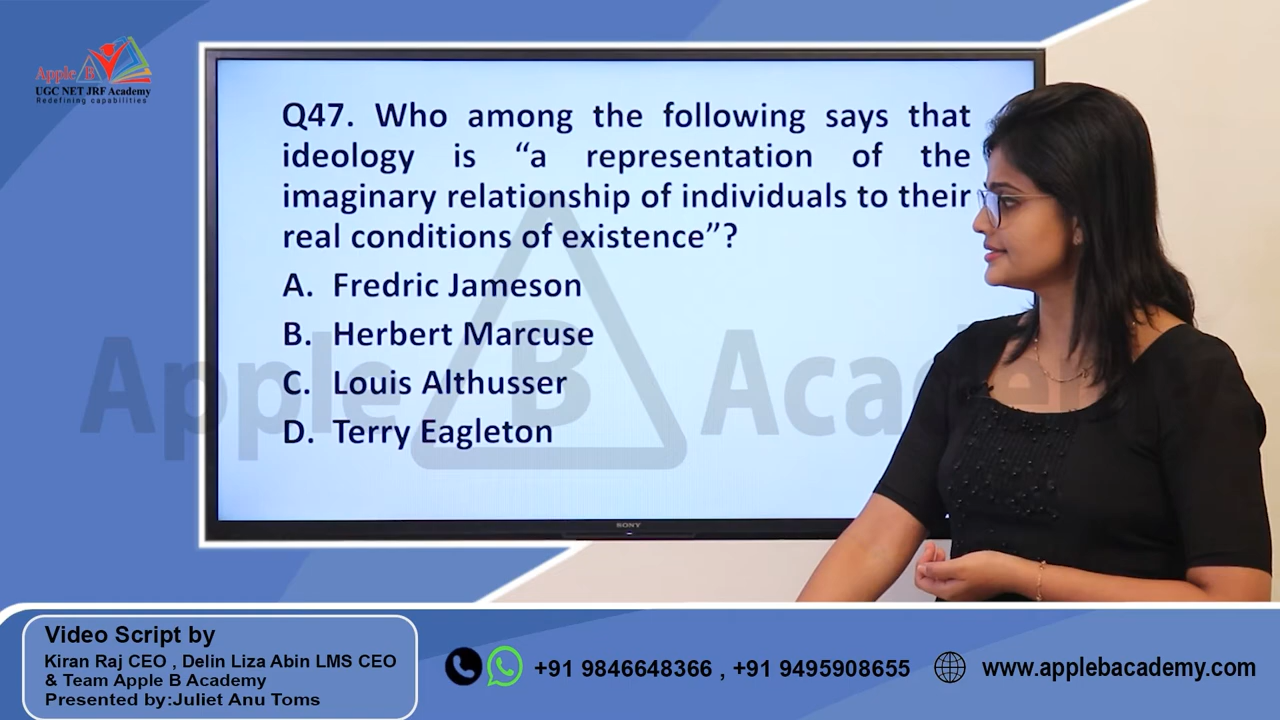 Apple B
UGC NET JRF Academy
Redefining capabilities
Q47. Who among the following says that
ideology is “a representation of the
imaginary relationship of individuals to their
real conditions of existence”?
A. Fredric Jameson
B. Herbert Marcuse
C. Louis Althusser
D. Terry Eagleton
Apple B Academy
SONY
Video Script by
Kiran Raj CEO , Delin Liza Abin LMS CEO
& Team Apple B Academy
Presented by:Juliet Anu Toms
+91 9846648366 , +91 9495908655
www.applebacademy.com